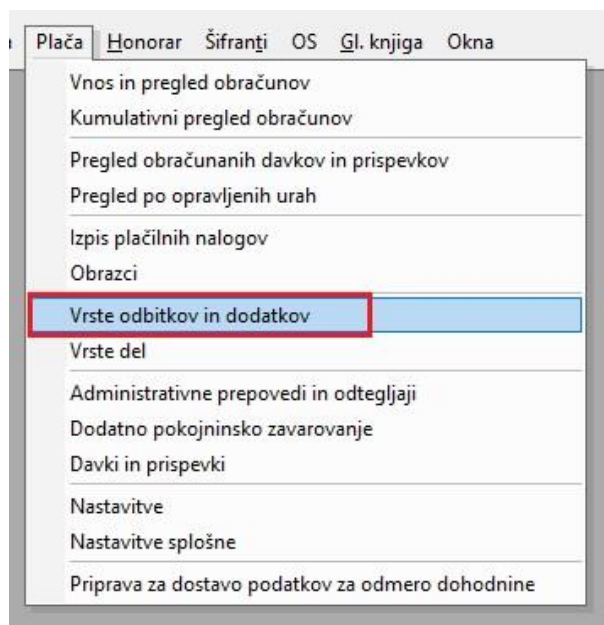 Plača Honorar Šifranti OS Gl. knjiga Okna
Vnos in pregled obračunov
Kumulativni pregled obračunov
Pregled obračunanih davkov in prispevkov
Pregled po opravljenih urah
Izpis plačilnih nalogov
Obrazci
Vrste odbitkov in dodatkov
Vrste del
Administrativne prepovedi in odtegljaji
Dodatno pokojninsko zavarovanje
Davki in prispevki
Nastavitve
Nastavitve splošne
Priprava za dostavo podatkov za odmero dohodnine